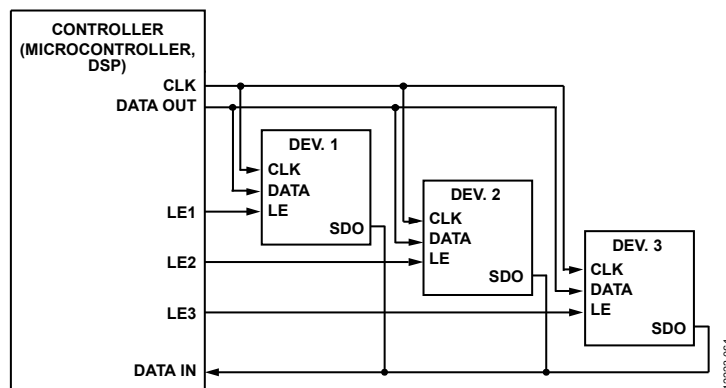 CONTROLLER
(MICROCONTROLLER,
DSP)
CLK
DATA OUT
LE1
LE2
LE3
DATA IN
DEV. 1
CLK
DATA
LE
SDO
DEV. 2
CLK
DATA
LE
SDO
DEV. 3
CLK
DATA
LE
SDO